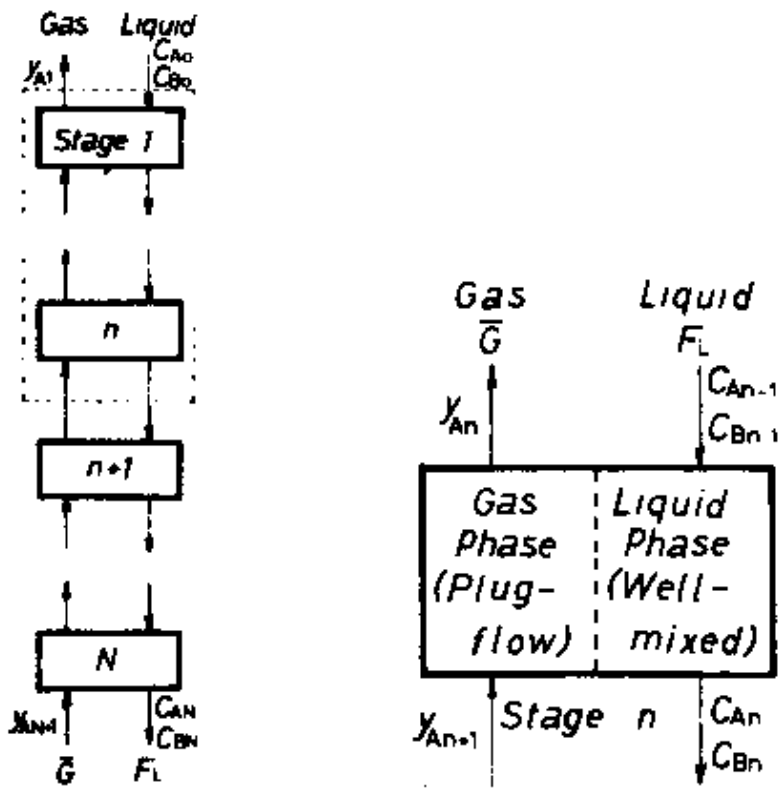 Gas Liquid
C_A0
y_A1 C_B0
Stage 1
n
n+1
N
y_AN+1 C_AN
C_BN
G̅ F_L
Gas Liquid
G̅ F_L
y_An C_An-1
C_Bn-1
Gas Liquid
Phase Phase
(Plug- (Well-
flow) mixed)
y_An+1 Stage n C_An
C_Bn